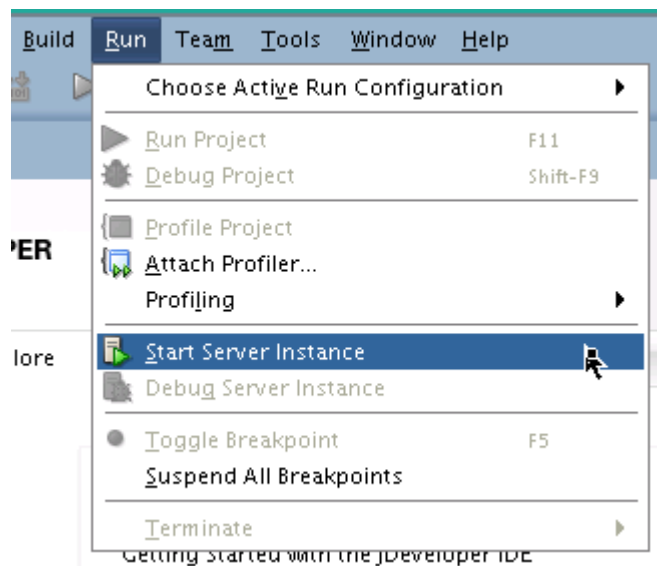 Build Run Team Tools Window Help
Choose Active Run Configuration
Run Project F11
Debug Project Shift-F9
Profile Project
PER
Attach Profiler...
Profiling
lore
Start Server Instance
Debug Server Instance
Toggle Breakpoint F5
Suspend All Breakpoints
Terminate
Getting Started with the JDeveloper IDE